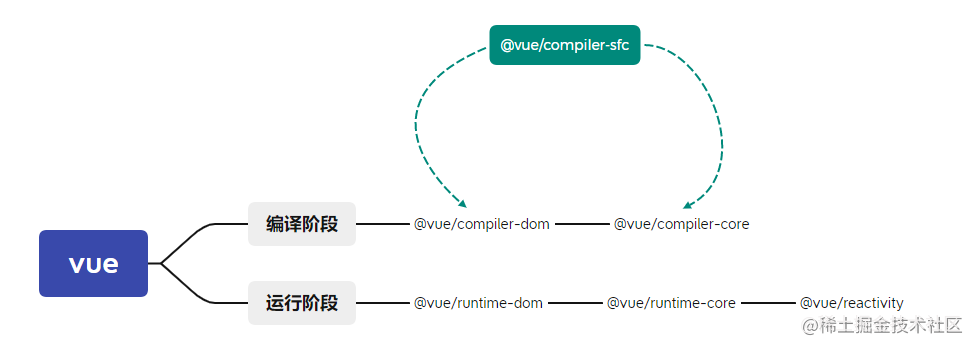 @vue/compiler-sfc
vue
编译阶段
@vue/compiler-dom
@vue/compiler-core
运行阶段
@vue/runtime-dom
@vue/runtime-core
@vue/reactivity
@稀土掘金技术社区